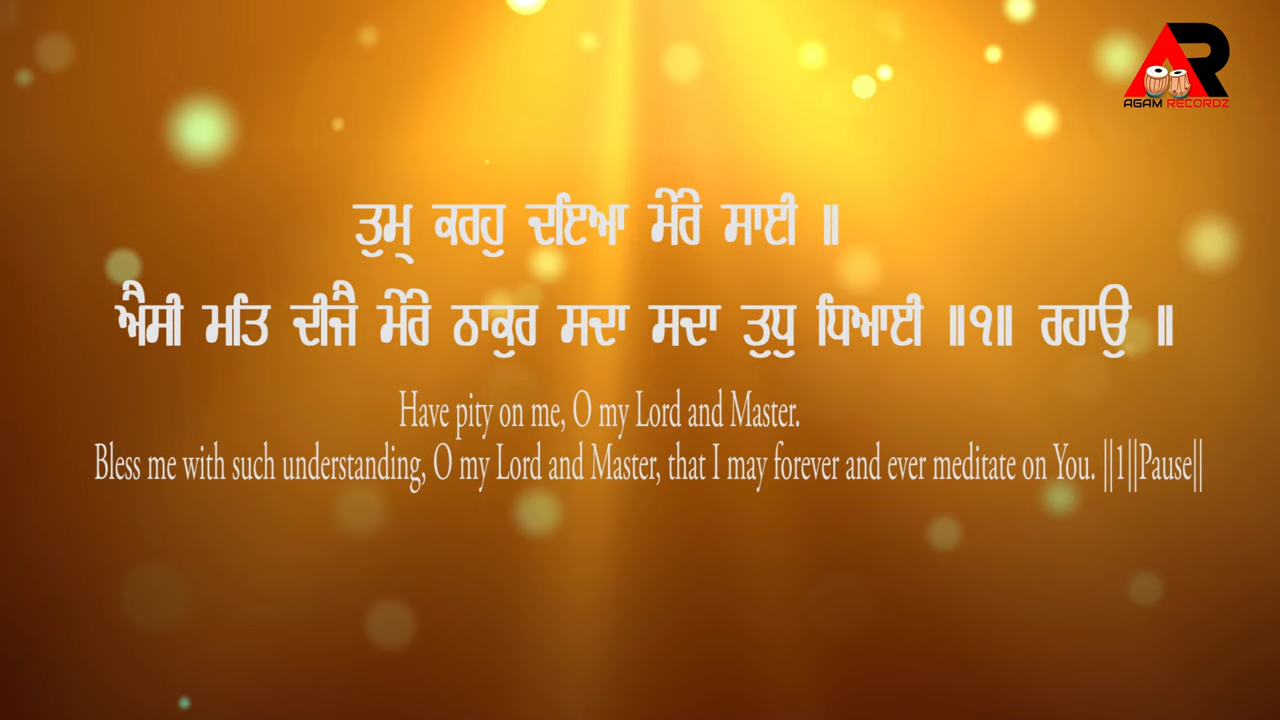 AGAM RECORDZ
ਤੁਮ੍ ਕਰਹੁ ਦਇਆ ਮੇਰੇ ਸਾਈ ॥
ਐਸੀ ਮਤਿ ਦੀਜੈ ਮੇਰੇ ਠਾਕੁਰ ਸਦਾ ਸਦਾ ਤੁਧੁ ਧਿਆਈ ॥੧॥ ਰਹਾਉ ॥
Have pity on me, O my Lord and Master.
Bless me with such understanding, O my Lord and Master, that I may forever and ever meditate on You. ||1||Pause||